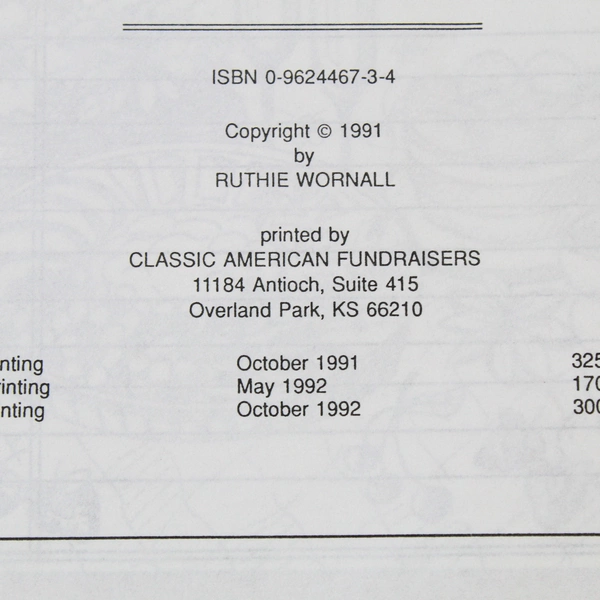 ISBN 0-9624467-3-4
Copyright © 1991
by
RUTHIE WORNALL
printed by
CLASSIC AMERICAN FUNDRAISERS
11184 Antioch, Suite 415
Overland Park, KS 66210
nting October 1991 325
rinting May 1992 170
nting October 1992 300